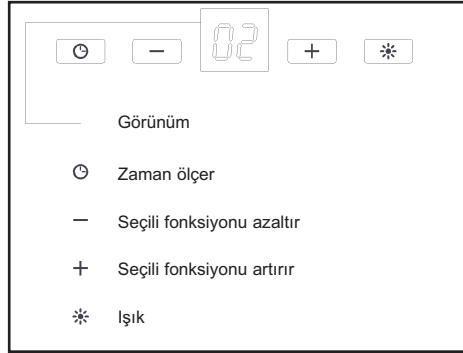 02
Görünüm
Zaman ölçer
− Seçili fonksiyonu azaltır
+ Seçili fonksiyonu artırır
Işık